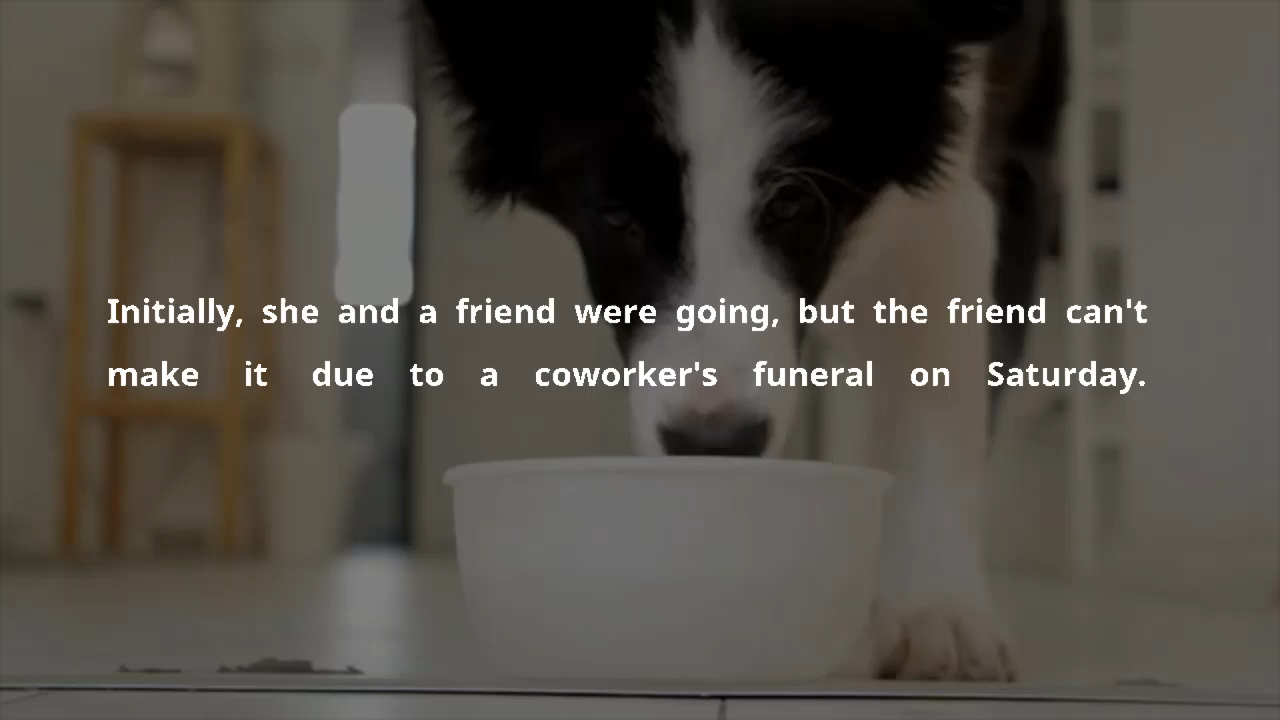 Initially, she and a friend were going, but the friend can't
make it due to a coworker's funeral on Saturday.